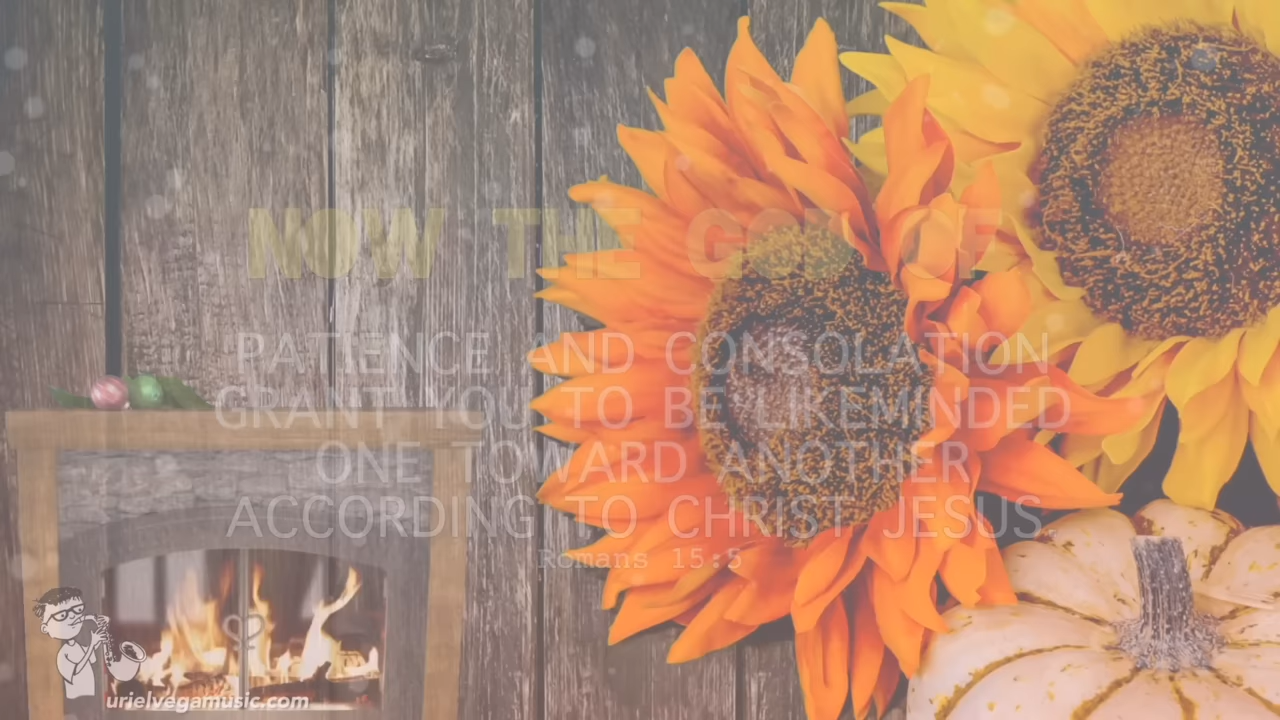 NOW THE GOD OF
PATIENCE AND CONSOLATION
GRANT YOU TO BE LIKEMINDED
ONE TOWARD ANOTHER
ACCORDING TO CHRIST JESUS
Romans 15:5
urielvegamusic.com